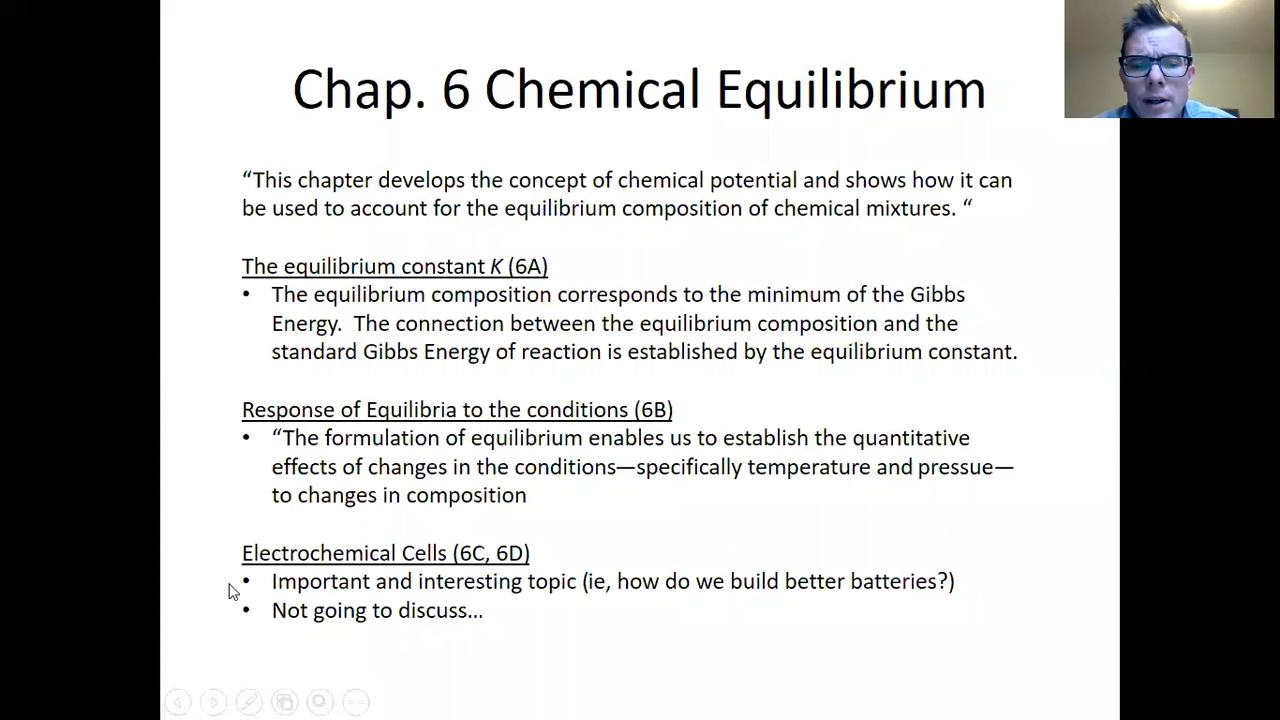 Chap. 6 Chemical Equilibrium
“This chapter develops the concept of chemical potential and shows how it can
be used to account for the equilibrium composition of chemical mixtures. “
The equilibrium constant K (6A)
• The equilibrium composition corresponds to the minimum of the Gibbs
Energy.  The connection between the equilibrium composition and the
standard Gibbs Energy of reaction is established by the equilibrium constant.
Response of Equilibria to the conditions (6B)
• “The formulation of equilibrium enables us to establish the quantitative
effects of changes in the conditions—specifically temperature and pressue—
to changes in composition
Electrochemical Cells (6C, 6D)
• Important and interesting topic (ie, how do we build better batteries?)
• Not going to discuss…